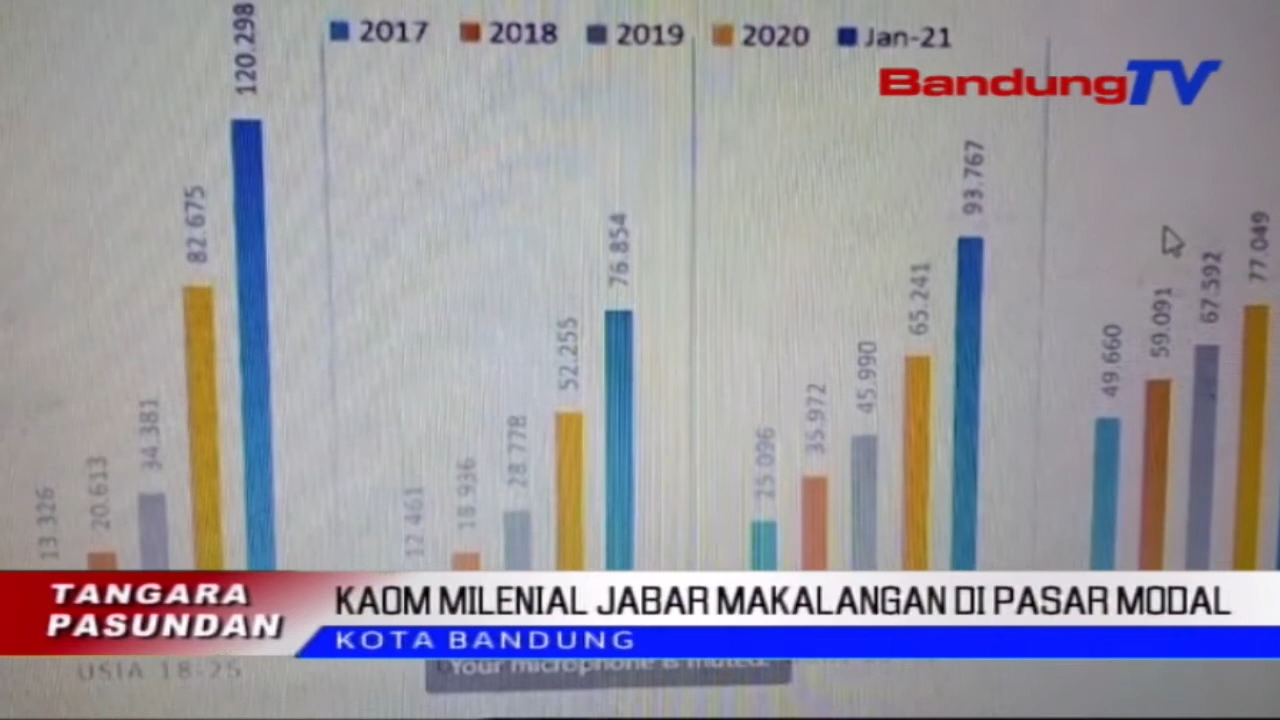 2017 2018 2019 2020 Jan-21
BandungTV
120.298
82.675
34.381
20.613
13 326
76.854
52.255
28.778
18 936
12 461
93.767
65.241
45.990
35.972
25 096
77.049
67.592
59.091
49 660
TANGARA
PASUNDAN
KAOM MILENIAL JABAR MAKALANGAN DI PASAR MODAL
KOTA BANDUNG
USIA 18-25
Your microphone is muted.